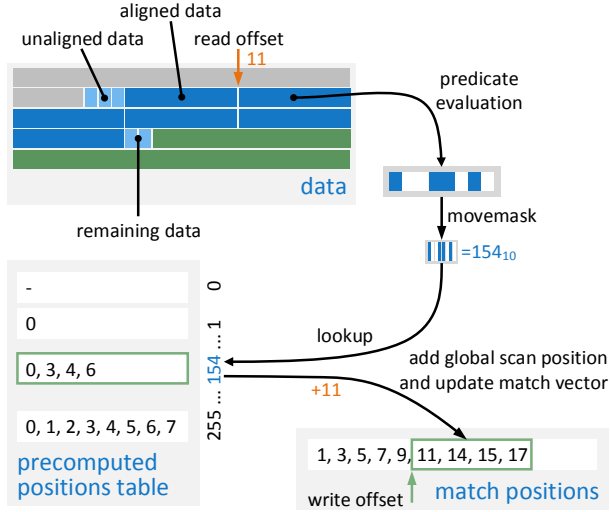 aligned data
unaligned data
read offset
11
predicate
evaluation
data
remaining data
movemask
=154₁₀
-
0
0
1
...
lookup
0, 3, 4, 6
154
add global scan position
and update match vector
+11
...
0, 1, 2, 3, 4, 5, 6, 7
255
precomputed
positions table
1, 3, 5, 7, 9, 11, 14, 15, 17
write offset
match positions